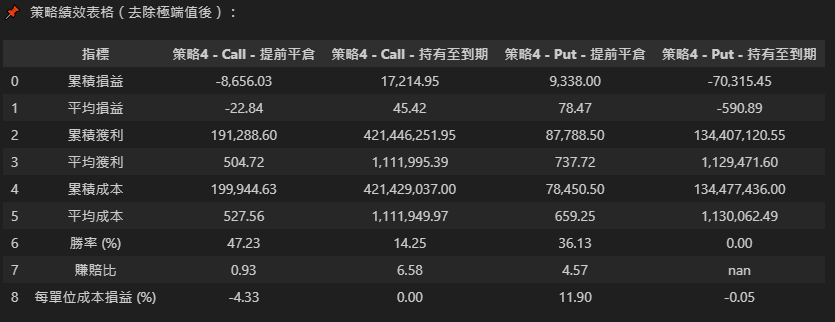 📌 策略績效表格（去除極端值後）：
指標 策略4 - Call - 提前平倉 策略4 - Call - 持有至到期 策略4 - Put - 提前平倉 策略4 - Put - 持有至到期
0 累積損益 -8,656.03 17,214.95 9,338.00 -70,315.45
1 平均損益 -22.84 45.42 78.47 -590.89
2 累積獲利 191,288.60 421,446,251.95 87,788.50 134,407,120.55
3 平均獲利 504.72 1,111,995.39 737.72 1,129,471.60
4 累積成本 199,944.63 421,429,037.00 78,450.50 134,477,436.00
5 平均成本 527.56 1,111,949.97 659.25 1,130,062.49
6 勝率 (%) 47.23 14.25 36.13 0.00
7 賺賠比 0.93 6.58 4.57 nan
8 每單位成本損益 (%) -4.33 0.00 11.90 -0.05